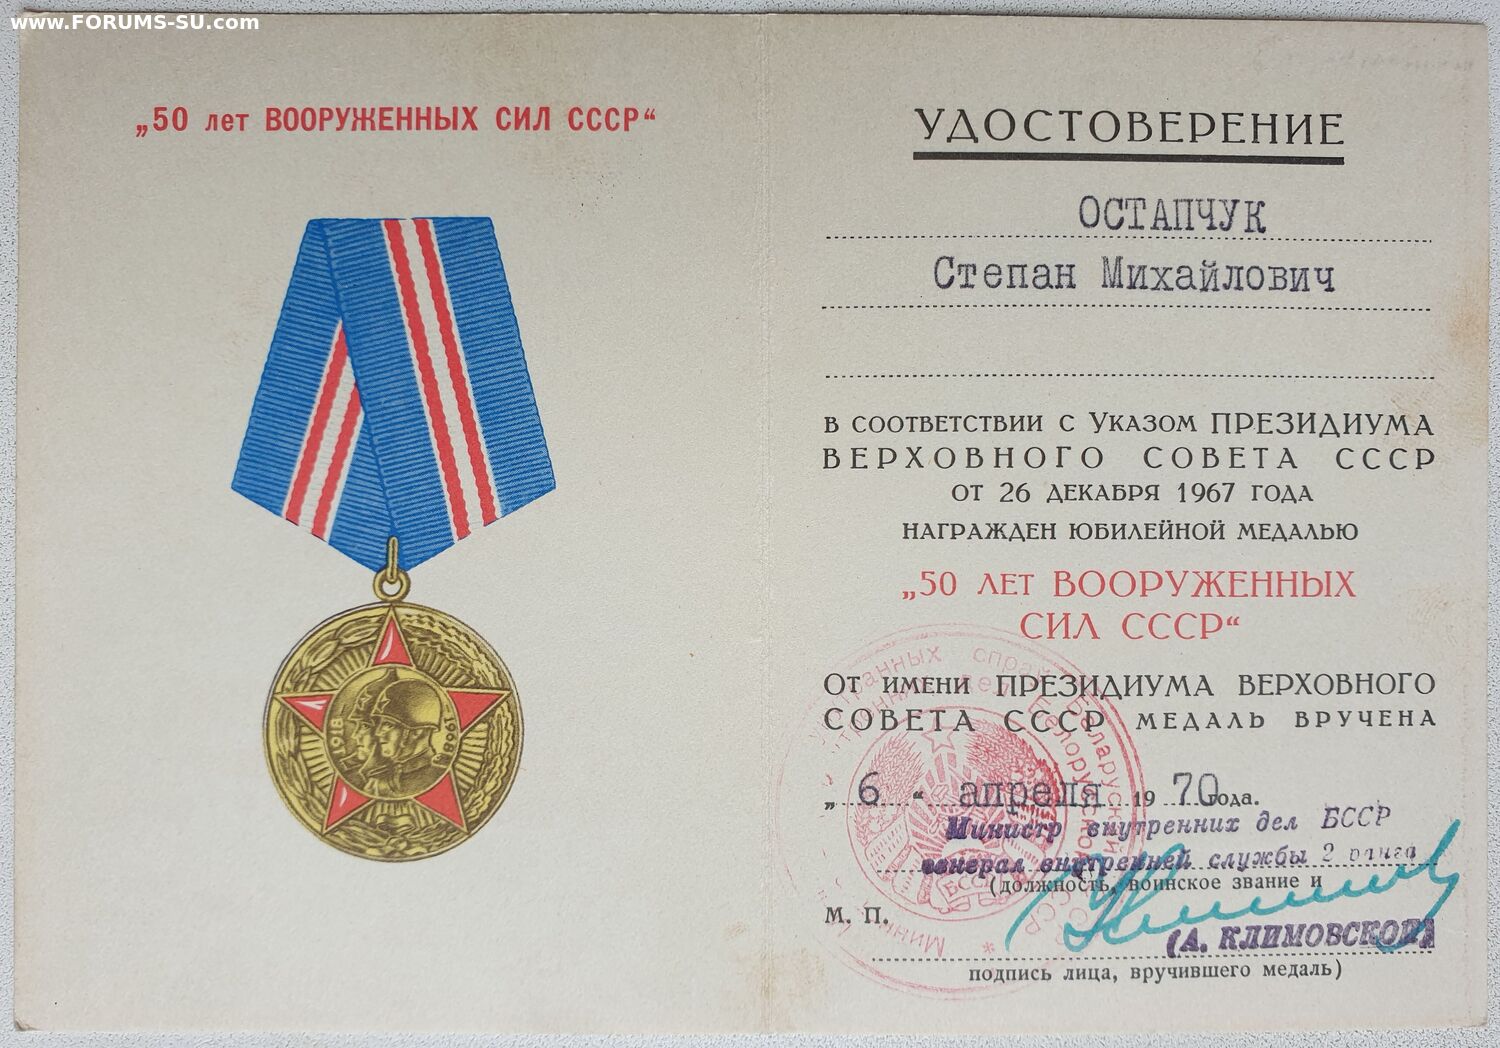 www.FORUMS-SU.com
„50 лет ВООРУЖЕННЫХ СИЛ СССР“
1918
1968
УДОСТОВЕРЕНИЕ
ОСТАПЧУК
Степан Михайлович
В СООТВЕТСТВИИ С УКАЗОМ ПРЕЗИДИУМА
ВЕРХОВНОГО СОВЕТА СССР
ОТ 26 ДЕКАБРЯ 1967 ГОДА
НАГРАЖДЕН ЮБИЛЕЙНОЙ МЕДАЛЬЮ
„50 ЛЕТ ВООРУЖЕННЫХ
СИЛ СССР“
ОТ ИМЕНИ ПРЕЗИДИУМА ВЕРХОВНОГО
СОВЕТА СССР МЕДАЛЬ ВРУЧЕНА
„ 6 “ апреля 1970 года.
Министр внутренних дел БССР
генерал внутренней службы 2 ранга
(должность, воинское звание и
М. П.
(А. КЛИМОВСКОЙ)
подпись лица, вручившего медаль)
БССР